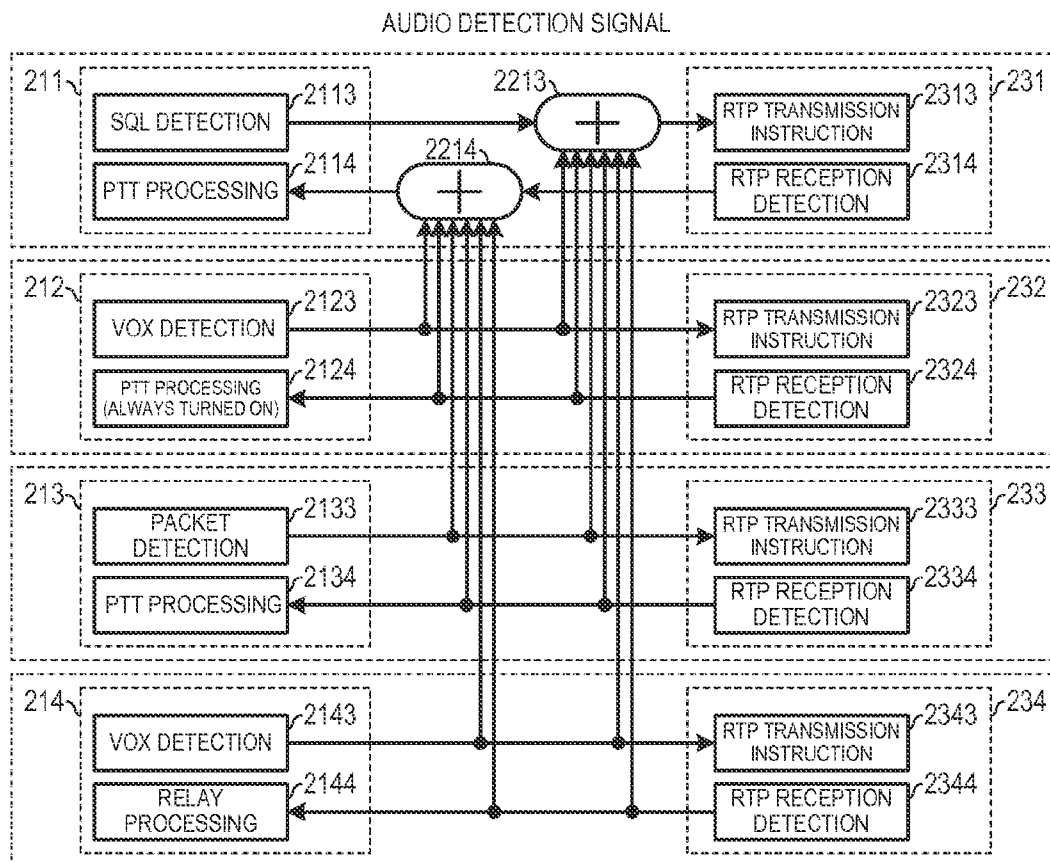 AUDIO DETECTION SIGNAL
211
2113
SQL DETECTION
2114
PTT PROCESSING
2213
+
2214
+
2313
RTP TRANSMISSION
INSTRUCTION
2314
RTP RECEPTION
DETECTION
231
212
2123
VOX DETECTION
2124
PTT PROCESSING
(ALWAYS TURNED ON)
2323
RTP TRANSMISSION
INSTRUCTION
2324
RTP RECEPTION
DETECTION
232
213
2133
PACKET
DETECTION
2134
PTT PROCESSING
2333
RTP TRANSMISSION
INSTRUCTION
2334
RTP RECEPTION
DETECTION
233
214
2143
VOX DETECTION
2144
RELAY
PROCESSING
2343
RTP TRANSMISSION
INSTRUCTION
2344
RTP RECEPTION
DETECTION
234